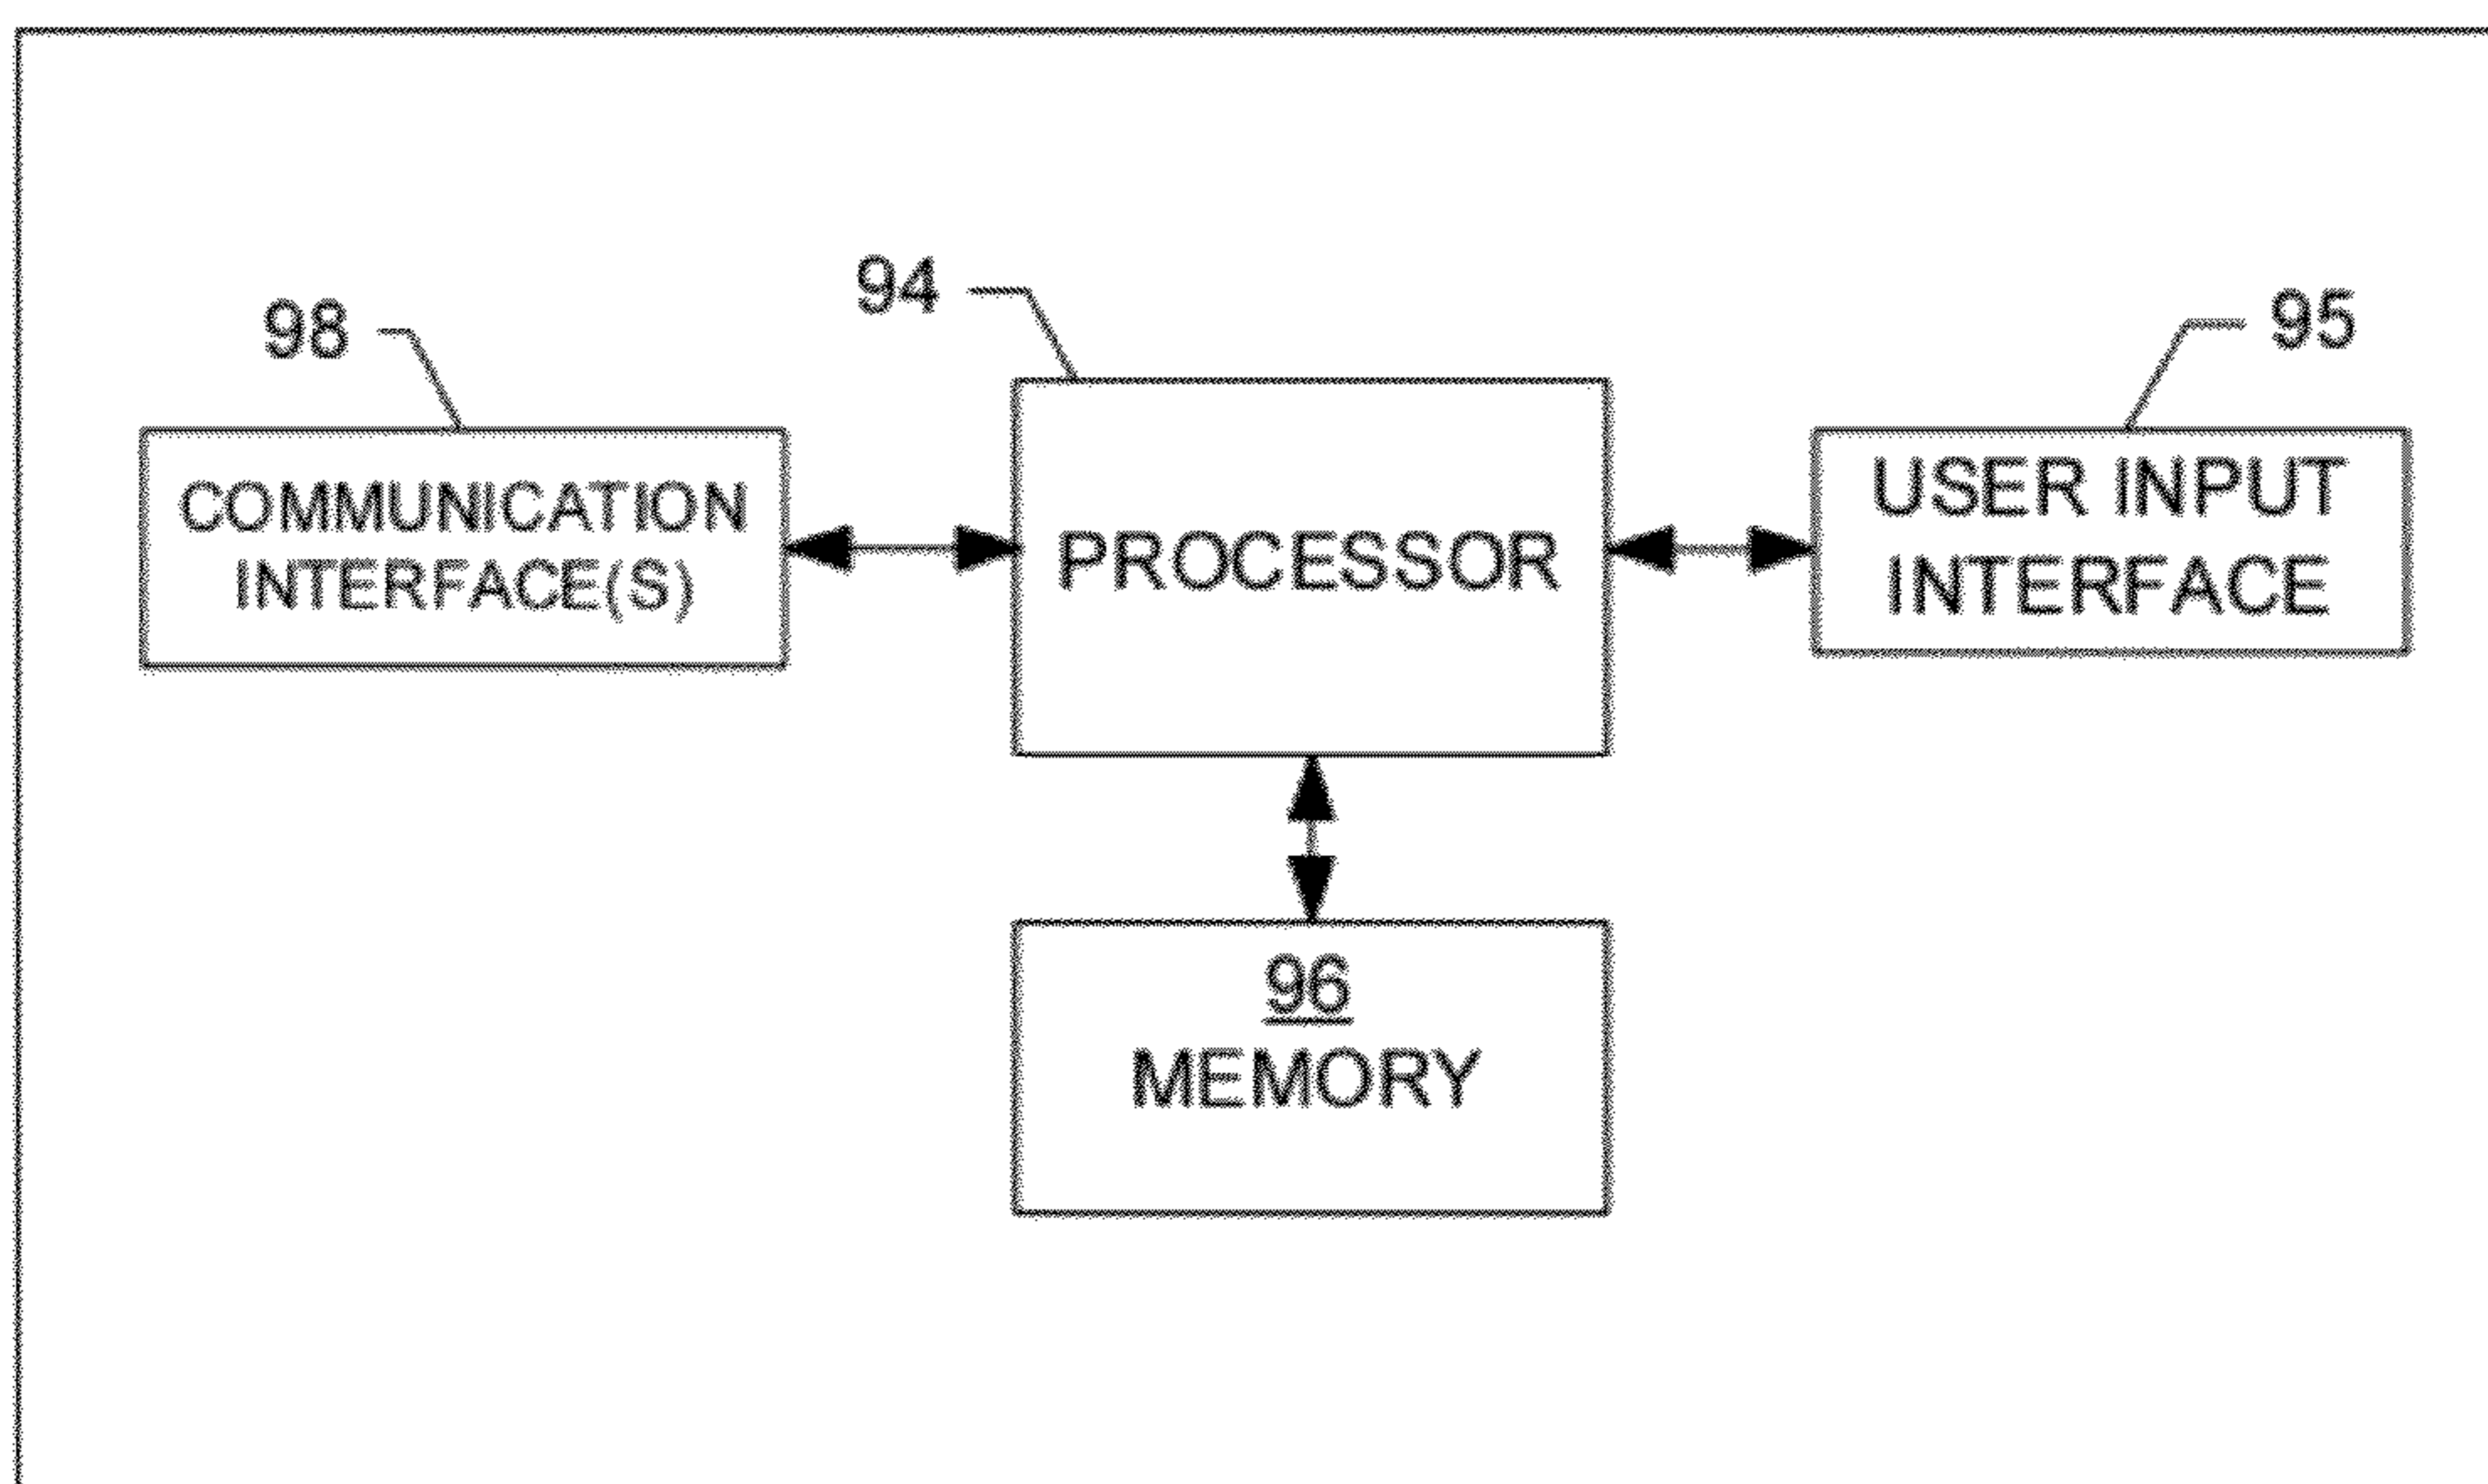 94
98
95
COMMUNICATION
INTERFACE(S)
PROCESSOR
USER INPUT
INTERFACE
96
MEMORY